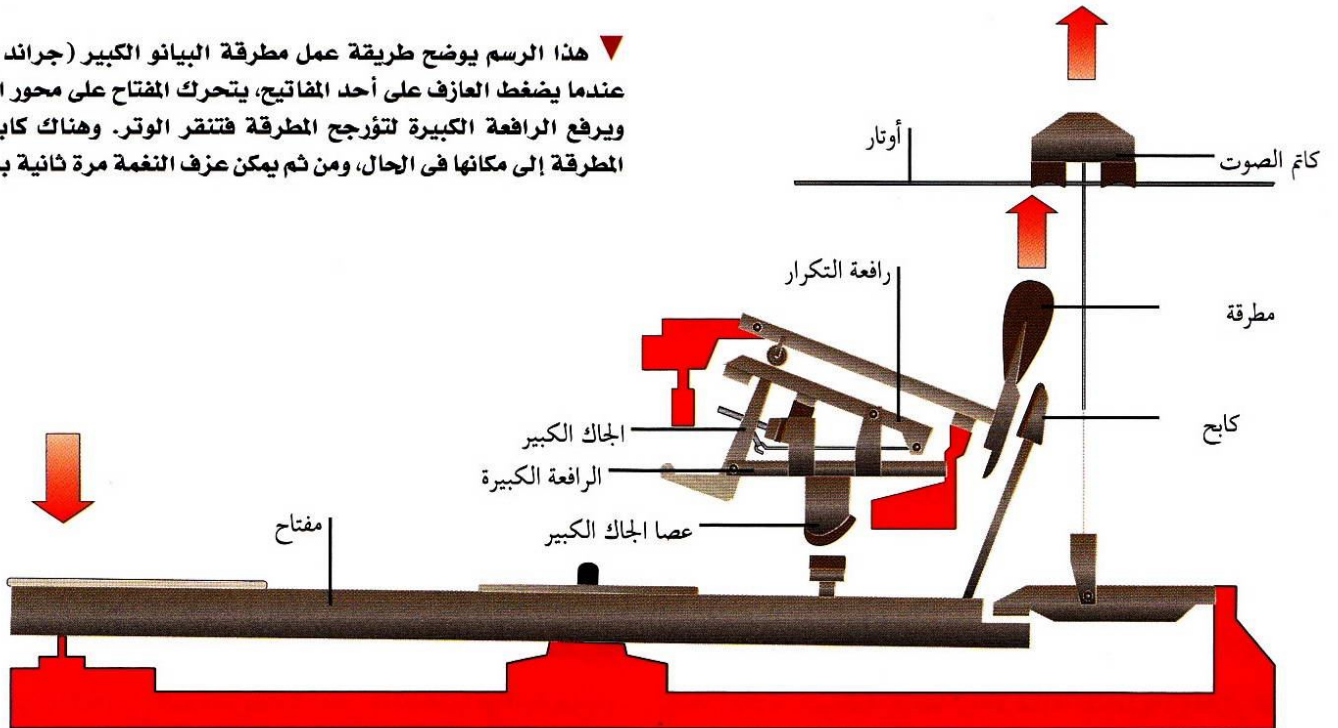 هذا الرسم يوضح طريقة عمل مطرقة البيانو الكبير (جراند
عندما يضغط العازف على أحد المفاتيح، يتحرك المفتاح على محور
ويرفع الرافعة الكبيرة لتؤرجح المطرقة فتنقر الوتر. وهناك
المطرقة إلى مكانها فى الحال، ومن ثم يمكن عزف النغمة مرة ثانية
أوتار
كاتم الصوت
رافعة التكرار
مطرقة
الجاك الكبير
كابح
الرافعة الكبيرة
عصا الجاك الكبير
مفتاح